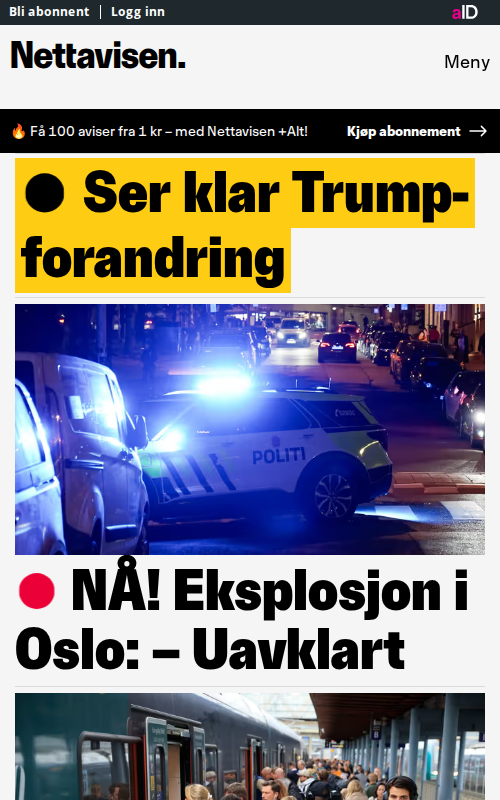 Bli abonnent | Logg inn
aID
Nettavisen.
Meny
🔥 Få 100 aviser fra 1 kr – med Nettavisen +Alt!
Kjøp abonnement →
Ser klar Trump-
forandring
POLITI
NÅ! Eksplosjon i
Oslo: – Uavklart